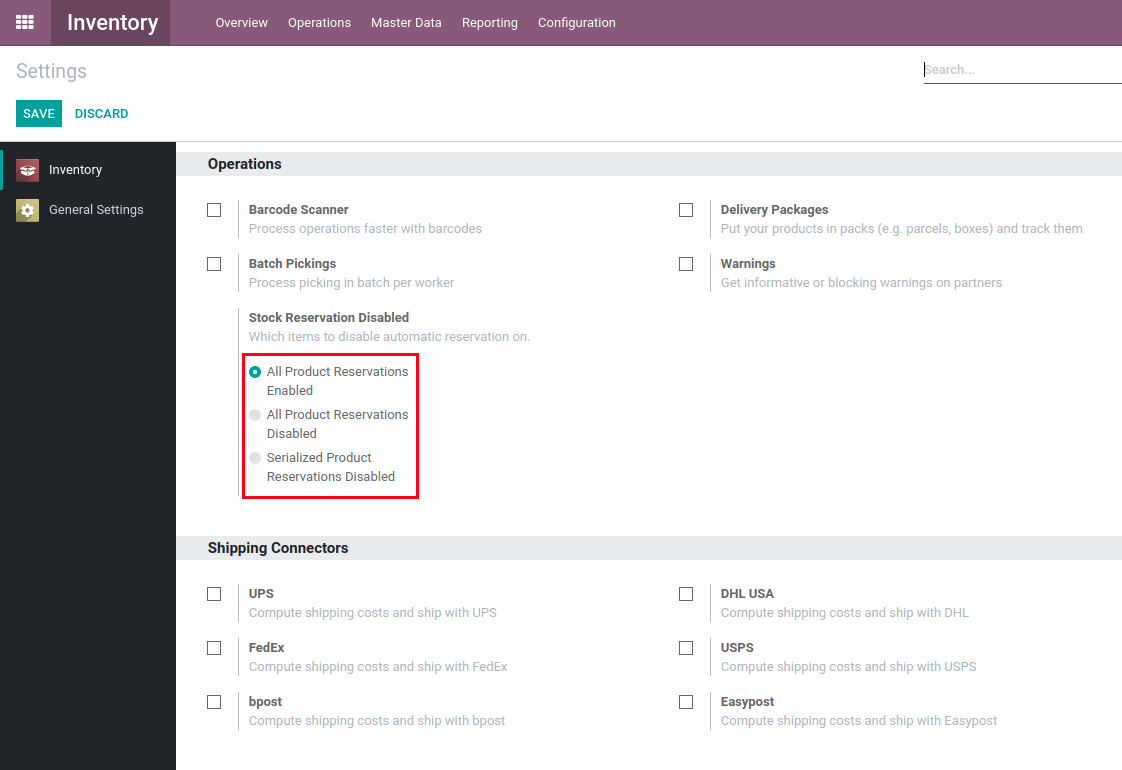 Inventory Overview Operations Master Data Reporting Configuration
Settings
Search...
SAVE DISCARD
Inventory
General Settings
Operations
Barcode Scanner
Process operations faster with barcodes
Delivery Packages
Put your products in packs (e.g. parcels, boxes) and track them
Batch Pickings
Process picking in batch per worker
Warnings
Get informative or blocking warnings on partners
Stock Reservation Disabled
Which items to disable automatic reservation on.
All Product Reservations
Enabled
All Product Reservations
Disabled
Serialized Product
Reservations Disabled
Shipping Connectors
UPS
Compute shipping costs and ship with UPS
DHL USA
Compute shipping costs and ship with DHL
FedEx
Compute shipping costs and ship with FedEx
USPS
Compute shipping costs and ship with USPS
bpost
Compute shipping costs and ship with bpost
Easypost
Compute shipping costs and ship with Easypost